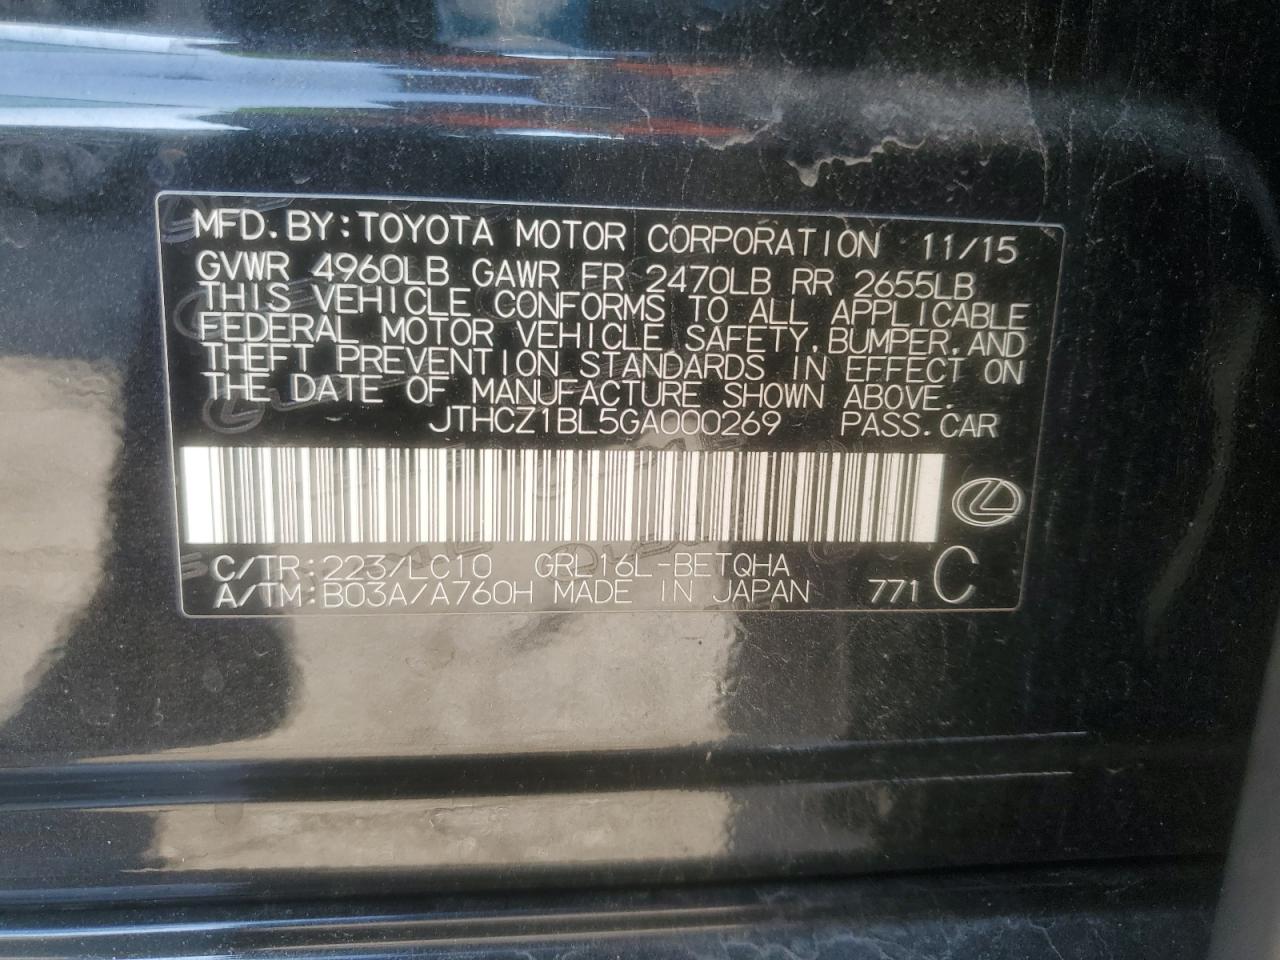 MFD. BY: TOYOTA MOTOR CORPORATION 11/15
GVWR 4960LB GAWR FR 2470LB RR 2655LB
THIS VEHICLE CONFORMS TO ALL APPLICABLE
FEDERAL MOTOR VEHICLE SAFETY, BUMPER, AND
THEFT PREVENTION STANDARDS IN EFFECT ON
THE DATE OF MANUFACTURE SHOWN ABOVE.
JTHCZ1BL5GA000269 PASS. CAR
C/TR: 223/LC10 GRL16L-BETQHA
A/TM: B03A/A760H MADE IN JAPAN 771 C